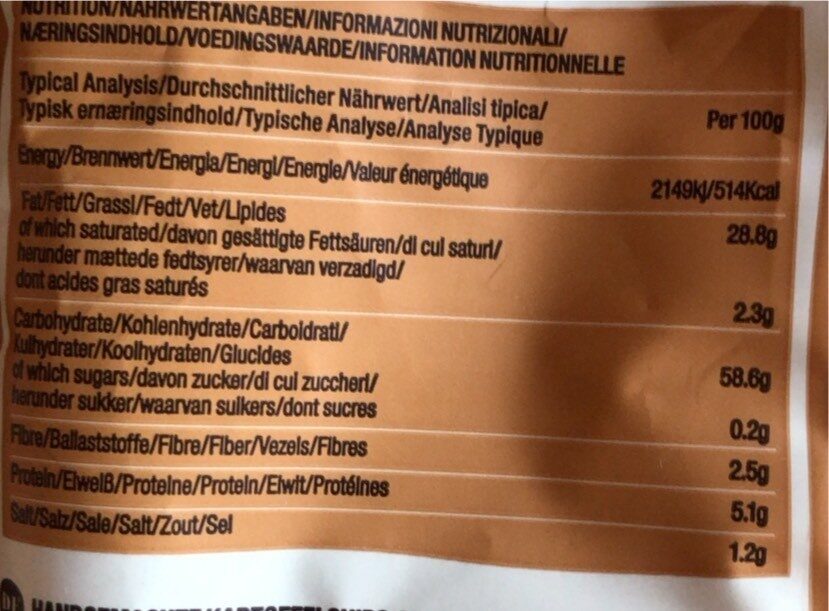 NUTRITION/NÄHRWERTANGABEN/INFORMAZIONI NUTRIZIONALI/
NÆRINGSINDHOLD/VOEDINGSWAARDE/INFORMATION NUTRITIONNELLE
Typical Analysis/Durchschnittlicher Nährwert/Analisi tipica/
Typisk ernæringsindhold/Typische Analyse/Analyse Typique
Per 100g
Energy/Brennwert/Energia/Energi/Energie/Valeur énergétique
2149kj/514Kcal
Fat/Fett/Grassi/Fedt/Vet/Lipides
28.8g
of which saturated/davon gesättigte Fettsäuren/di cui saturi/
herunder mættede fedtsyrer/waarvan verzadigd/
dont acides gras saturés
2.3g
Carbohydrate/Kohlenhydrate/Carboidrati/
Kulhydrater/Koolhydraten/Glucides
58.6g
of which sugars/davon zucker/di cui zuccheri/
herunder sukker/waarvan suikers/dont sucres
0.2g
Fibre/Ballaststoffe/Fibre/Fiber/Vezels/Fibres
2.5g
Protein/Eiweiß/Proteine/Protein/Eiwit/Protéines
5.1g
Salt/Salz/Sale/Salt/Zout/Sel
1.2g